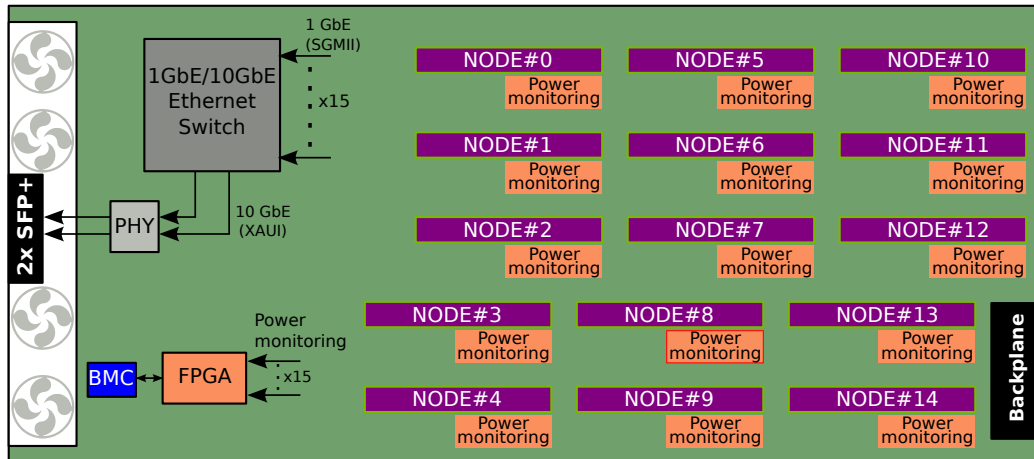 1 GbE
(SGMII)
1GbE/10GbE
Ethernet
Switch
x15
10 GbE
(XAUI)
PHY
2x SFP+
Power
monitoring
x15
BMC
FPGA
NODE#0
Power
monitoring
NODE#5
Power
monitoring
NODE#10
Power
monitoring
NODE#1
Power
monitoring
NODE#6
Power
monitoring
NODE#11
Power
monitoring
NODE#2
Power
monitoring
NODE#7
Power
monitoring
NODE#12
Power
monitoring
NODE#3
Power
monitoring
NODE#8
Power
monitoring
NODE#13
Power
monitoring
NODE#4
Power
monitoring
NODE#9
Power
monitoring
NODE#14
Power
monitoring
Backplane